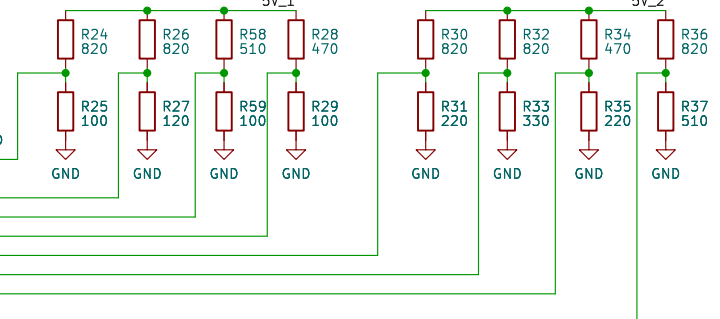 5V_1
5V_2
R24
820
R26
820
R58
510
R28
470
R30
820
R32
820
R34
470
R36
820
R25
100
R27
120
R59
100
R29
100
R31
220
R33
330
R35
220
R37
510
GND
GND
GND
GND
GND
GND
GND
GND